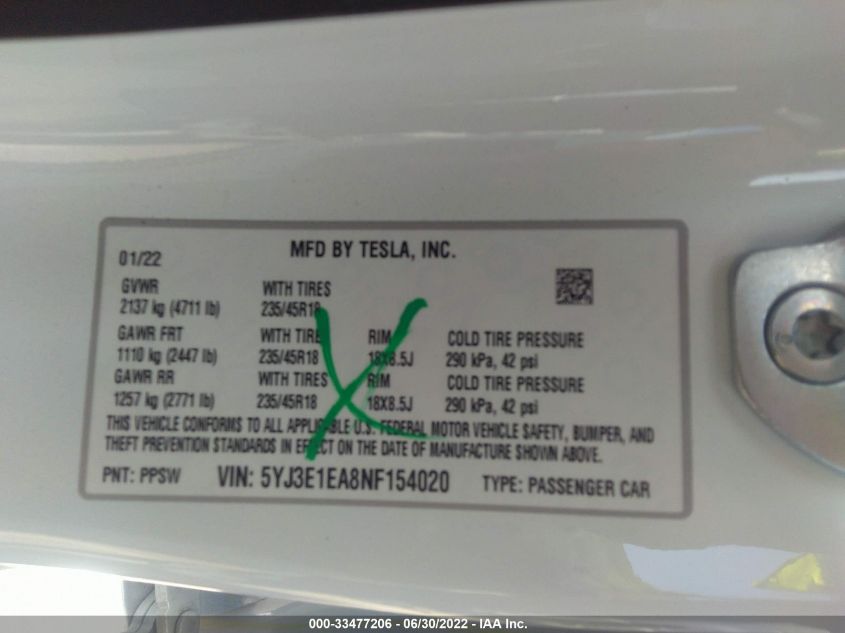 01/22 MFD BY TESLA, INC.
GVWR WITH TIRES
2137 kg (4711 lb) 235/45R18
GAWR FRT WITH TIRES RIM COLD TIRE PRESSURE
1110 kg (2447 lb) 235/45R18 18X8.5J 290 kPa, 42 psi
GAWR RR WITH TIRES RIM COLD TIRE PRESSURE
1257 kg (2771 lb) 235/45R18 18X8.5J 290 kPa, 42 psi
THIS VEHICLE CONFORMS TO ALL APPLICABLE U.S. FEDERAL MOTOR VEHICLE SAFETY, BUMPER, AND
THEFT PREVENTION STANDARDS IN EFFECT ON THE DATE OF MANUFACTURE SHOWN ABOVE.
PNT: PPSW VIN: 5YJ3E1EA8NF154020 TYPE: PASSENGER CAR
000-33477206 - 06/30/2022 - IAA Inc.